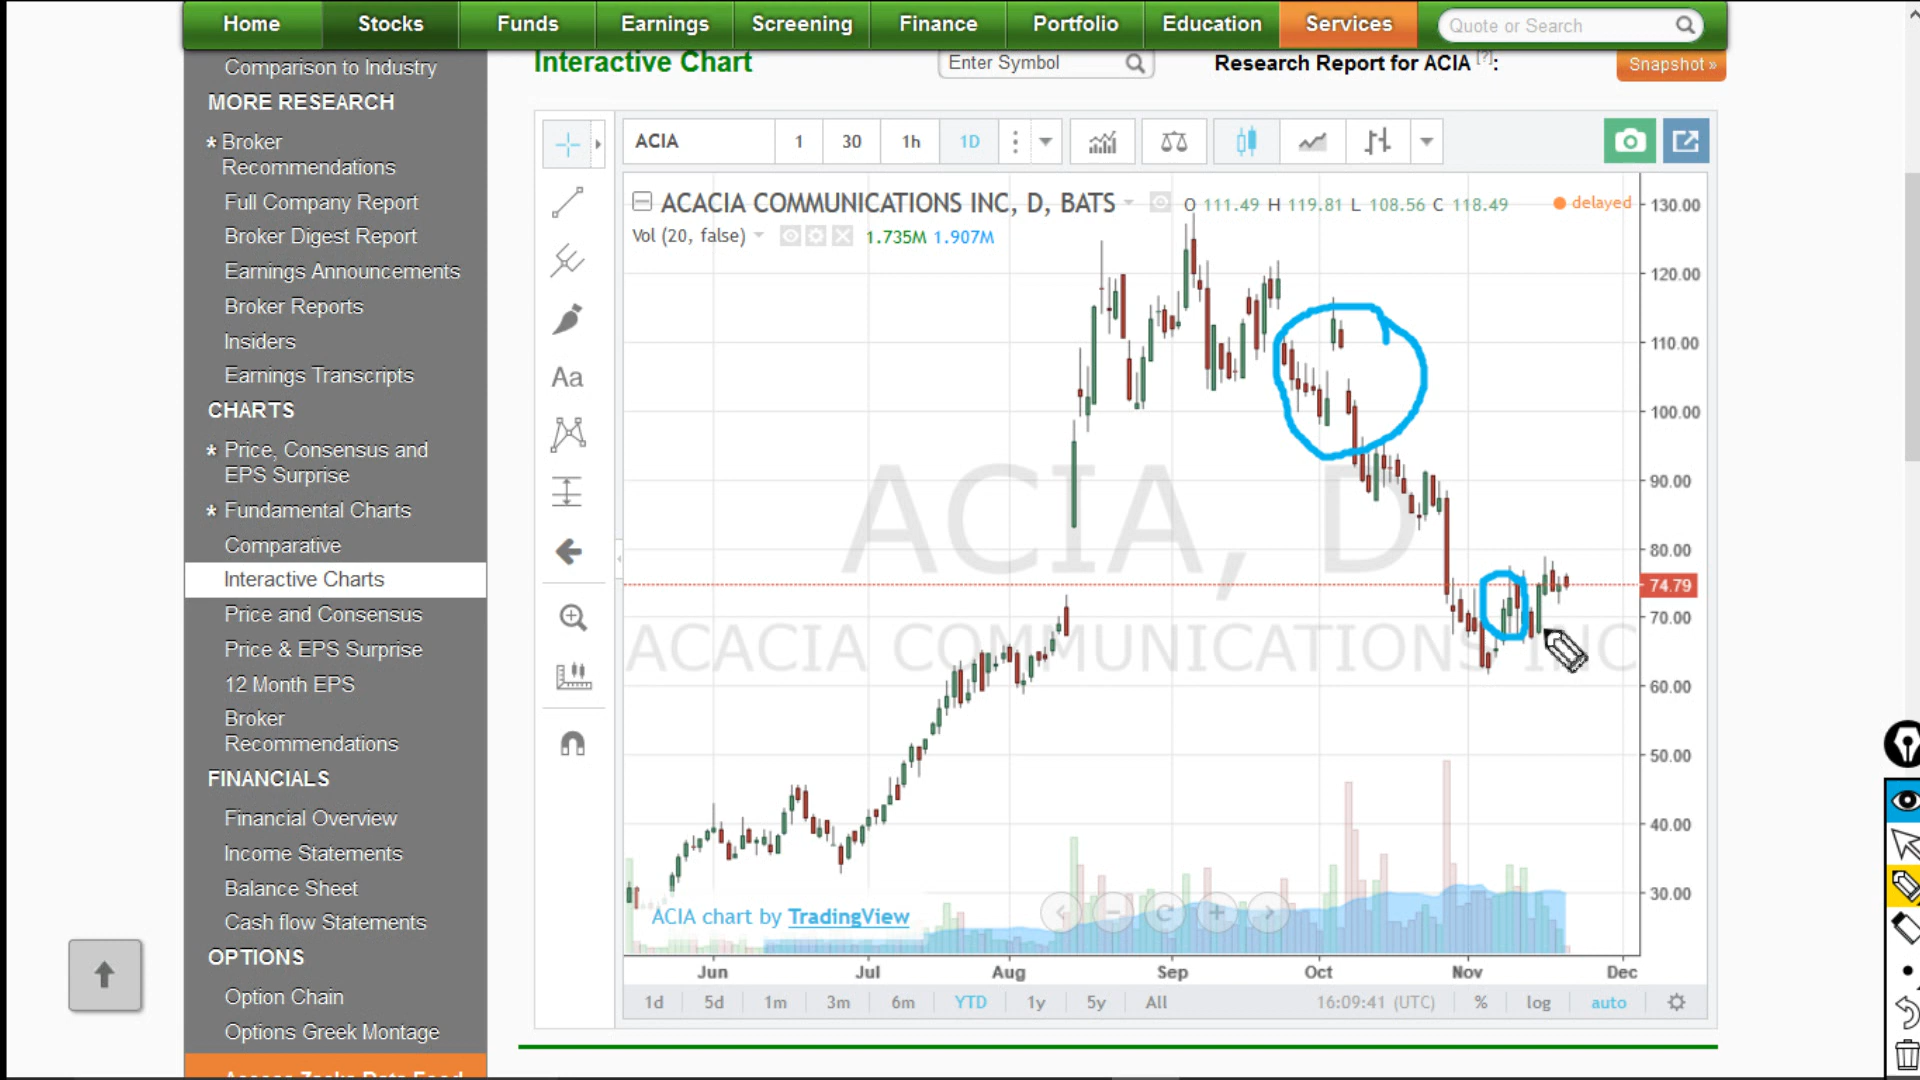 Home Stocks Funds Earnings Screening Finance Portfolio Education Services Quote or Search
Comparison to Industry
MORE RESEARCH
* Broker
Recommendations
Full Company Report
Broker Digest Report
Earnings Announcements
Broker Reports
Insiders
Earnings Transcripts
CHARTS
* Price, Consensus and
EPS Surprise
* Fundamental Charts
Comparative
Interactive Charts
Price and Consensus
Price & EPS Surprise
12 Month EPS
Broker
Recommendations
FINANCIALS
Financial Overview
Income Statements
Balance Sheet
Cash flow Statements
OPTIONS
Option Chain
Options Greek Montage
Access Zacks Data Feed
Interactive Chart Enter Symbol Research Report for ACIA [?]: Snapshot »
ACIA 1 30 1h 1D
Aa
ACACIA COMMUNICATIONS INC, D, BATS O 111.49 H 119.81 L 108.56 C 118.49 delayed
Vol (20, false) 1.735M 1.907M
130.00
120.00
110.00
100.00
90.00
80.00
74.79
70.00
60.00
50.00
40.00
30.00
ACIA, D
ACACIA COMMUNICATIONS INC
ACIA chart by TradingView
Jun Jul Aug Sep Oct Nov Dec
1d 5d 1m 3m 6m YTD 1y 5y All 16:09:41 (UTC) % log auto